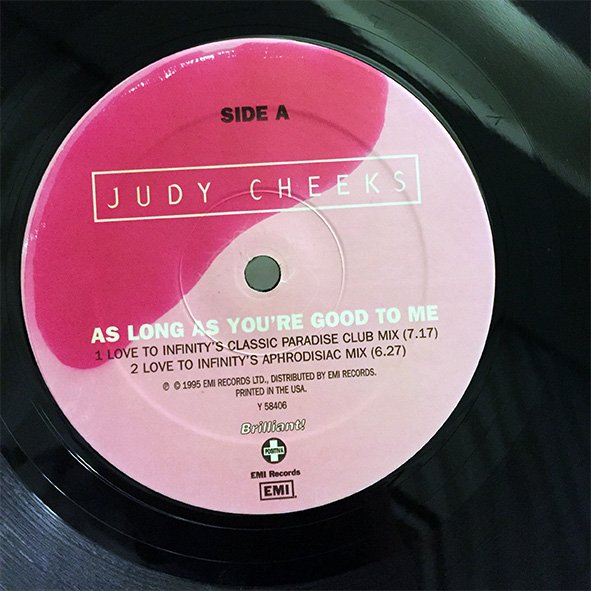 SIDE A
JUDY CHEEKS
AS LONG AS YOU'RE GOOD TO ME
1 LOVE TO INFINITY'S CLASSIC PARADISE CLUB MIX (7.17)
2 LOVE TO INFINITY'S APHRODISIAC MIX (6.27)
℗ © 1995 EMI RECORDS LTD., DISTRIBUTED BY EMI RECORDS.
PRINTED IN THE USA.
Y 58406
Brilliant!
POSITIVA
EMI Records
EMI